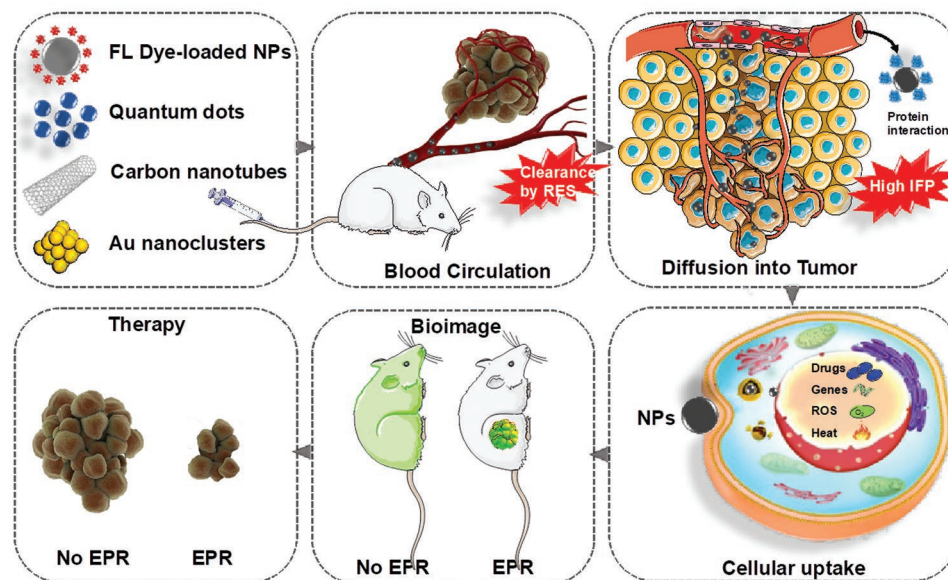 FL Dye-loaded NPs
Quantum dots
Carbon nanotubes
Au nanoclusters
Clearance
by RES
Blood Circulation
Protein
interaction
High IFP
Diffusion into Tumor
Therapy
No EPR
EPR
Bioimage
No EPR
EPR
NPs
Drugs
Genes
ROS
Heat
Cellular uptake